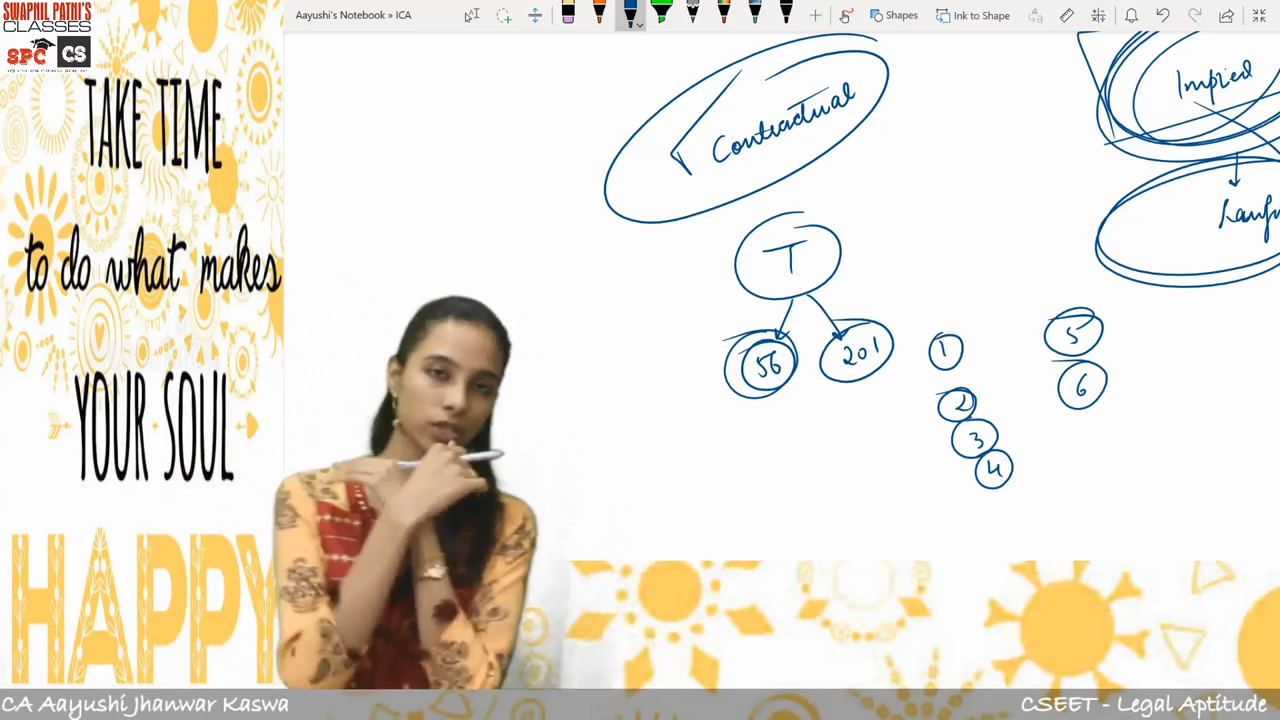 SWAPNIL PATNI'S
CLASSES
SPC CS
TAKE TIME
to do what makes
YOUR SOUL
HAPPY
Aayushi's Notebook » ICA
Shapes
Ink to Shape
Contractual
Impied
T
56
201
1
2
3
4
5
6
CA Aayushi Jhanwar Kaswa
CSEET - Legal Aptitude